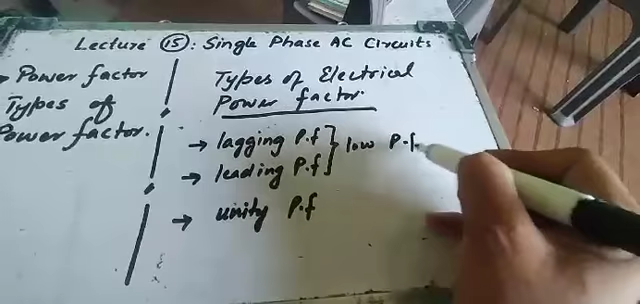 Lecture 15: Single Phase AC Circuits
Power factor
Types of
Power factor.
Types of Electrical
Power factor.
→ lagging P.f
→ leading P.f
low P.f.
→ unity P.f